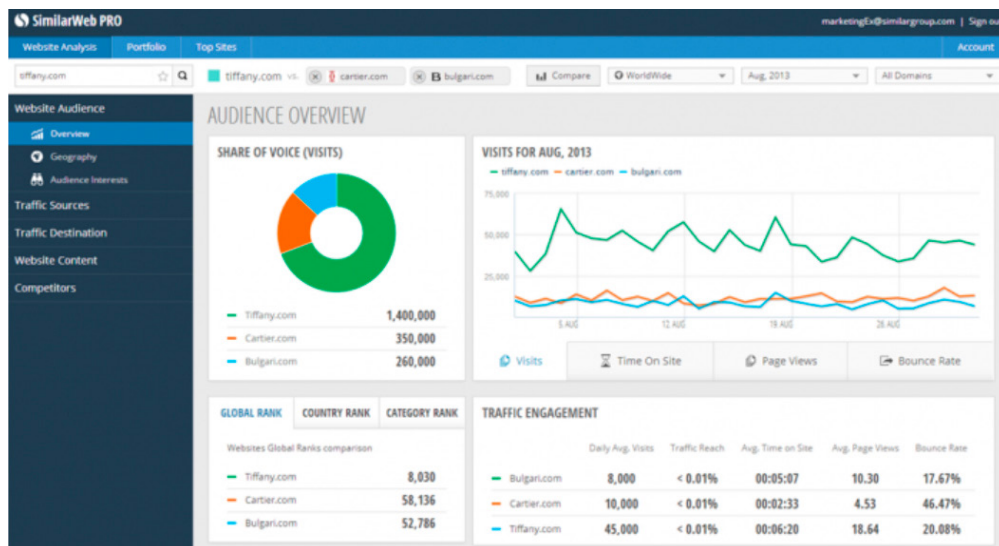 SimilarWeb PRO
marketingEx@similargroup.com | Sign ou
Website Analysis Portfolio Top Sites Account
tiffany.com tiffany.com vs. cartier.com B bulgari.com Compare WorldWide Aug, 2013 All Domains
Website Audience
Overview
Geography
Audience Interests
Traffic Sources
Traffic Destination
Website Content
Competitors
AUDIENCE OVERVIEW
SHARE OF VOICE (VISITS)
Tiffany.com 1,400,000
Cartier.com 350,000
Bulgari.com 260,000
VISITS FOR AUG, 2013
tiffany.com cartier.com bulgari.com
75,000
50,000
25,000
5. AUG 12. AUG 19. AUG 26. AUG
Visits Time On Site Page Views Bounce Rate
GLOBAL RANK COUNTRY RANK CATEGORY RANK
Websites Global Ranks comparison
Tiffany.com 8,030
Cartier.com 58,136
Bulgari.com 52,786
TRAFFIC ENGAGEMENT
Daily Avg. Visits Traffic Reach Avg. Time on Site Avg. Page Views Bounce Rate
Bulgari.com 8,000 < 0.01% 00:05:07 10.30 17.67%
Cartier.com 10,000 < 0.01% 00:02:33 4.53 46.47%
Tiffany.com 45,000 < 0.01% 00:06:20 18.64 20.08%